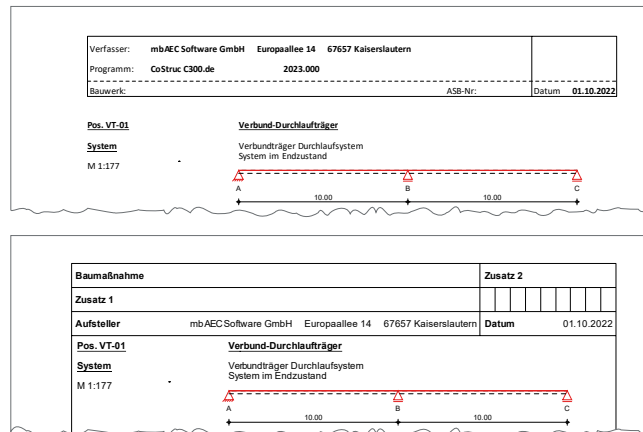 Verfasser: mbAEC Software GmbH Europaallee 14 67657 Kaiserslautern
Programm: CoStruc C300.de 2023.000
Bauwerk: ASB-Nr: Datum 01.10.2022
Pos. VT-01 Verbund-Durchlaufträger
System Verbundträger Durchlaufsystem
System im Endzustand
M 1:177
A B C
10.00 10.00
Baumaßnahme Zusatz 2
Zusatz 1
Aufsteller mbAEC Software GmbH Europaallee 14 67657 Kaiserslautern Datum 01.10.2022
Pos. VT-01 Verbund-Durchlaufträger
System Verbundträger Durchlaufsystem
System im Endzustand
M 1:177
A B C
10.00 10.00